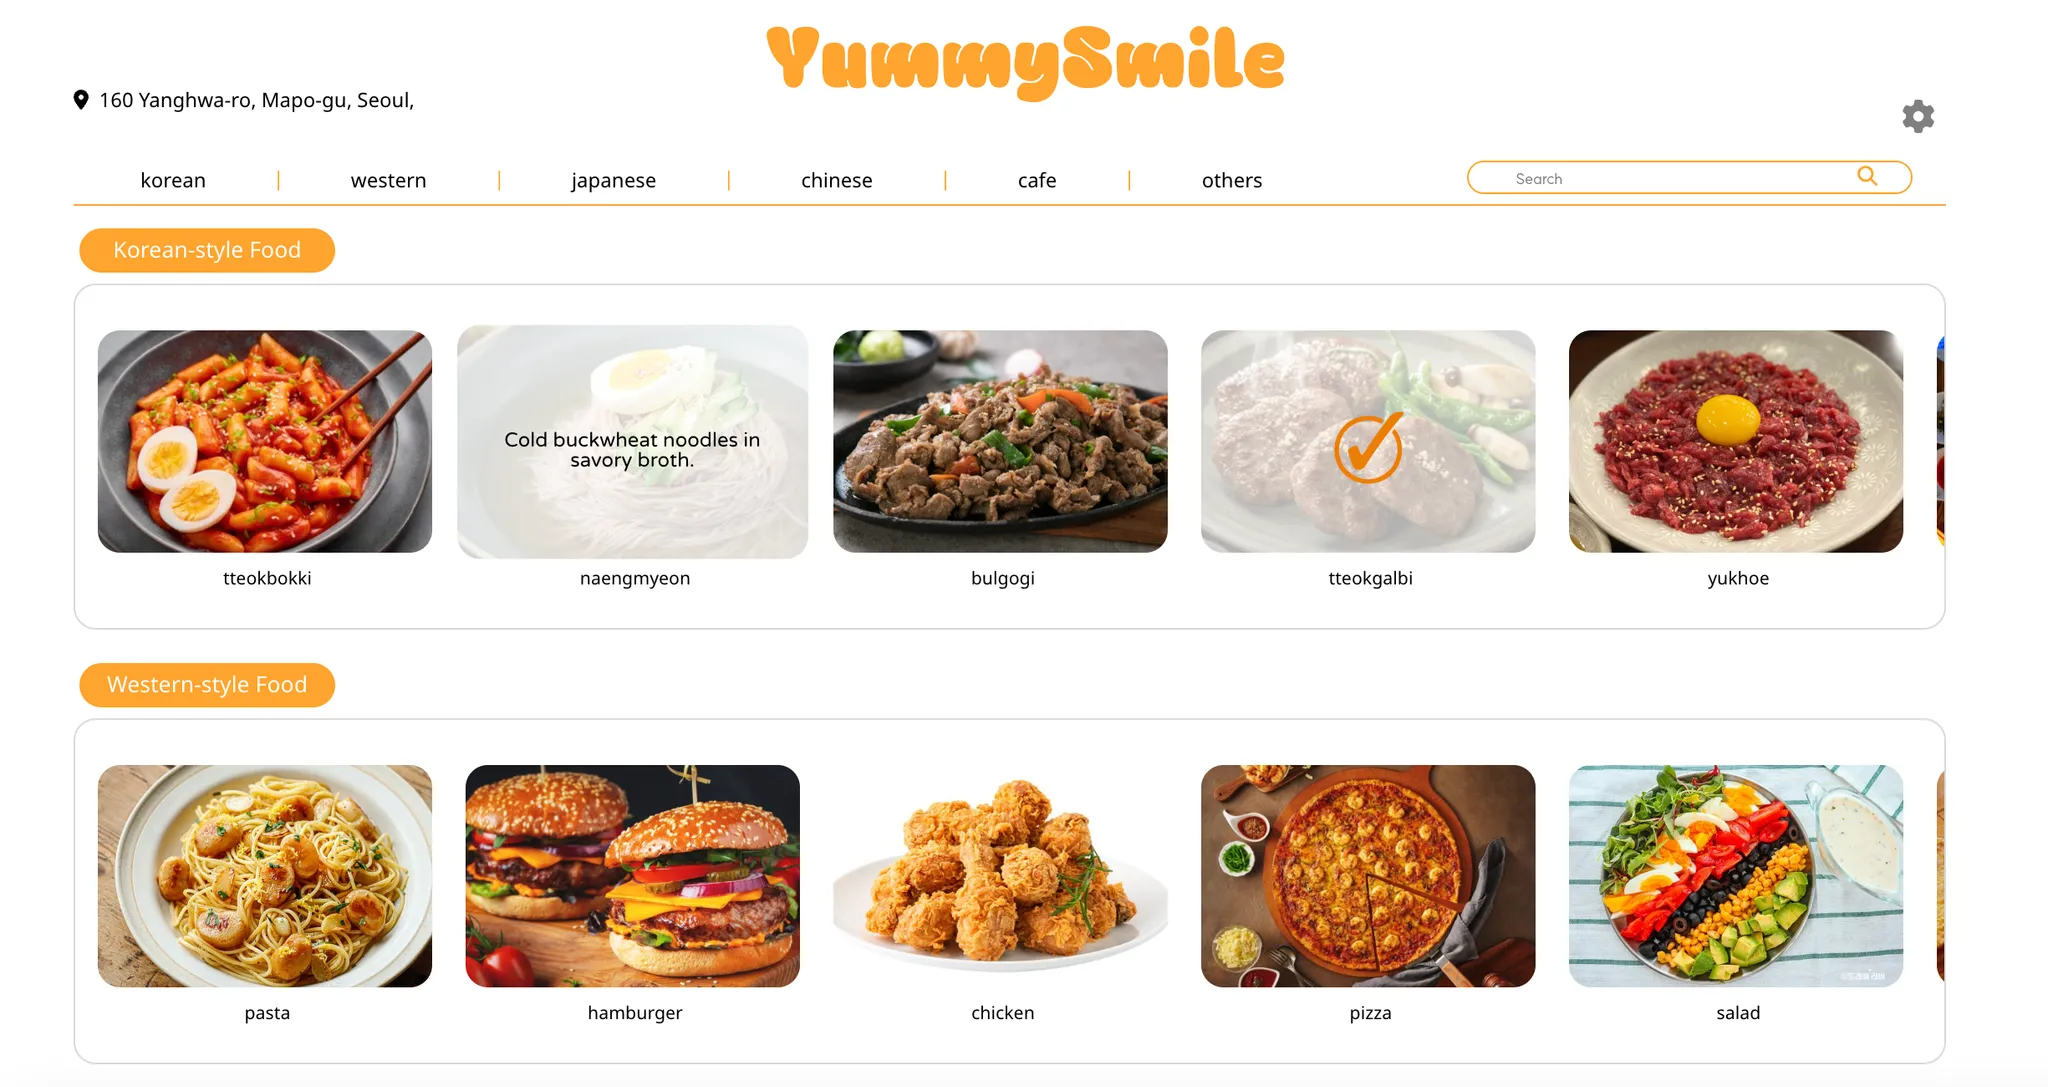 YummySmile
160 Yanghwa-ro, Mapo-gu, Seoul,
korean
western
japanese
chinese
cafe
others
Search
Korean-style Food
Cold buckwheat noodles in
savory broth.
tteokbokki
naengmyeon
bulgogi
tteokgalbi
yukhoe
Western-style Food
pasta
hamburger
chicken
pizza
salad